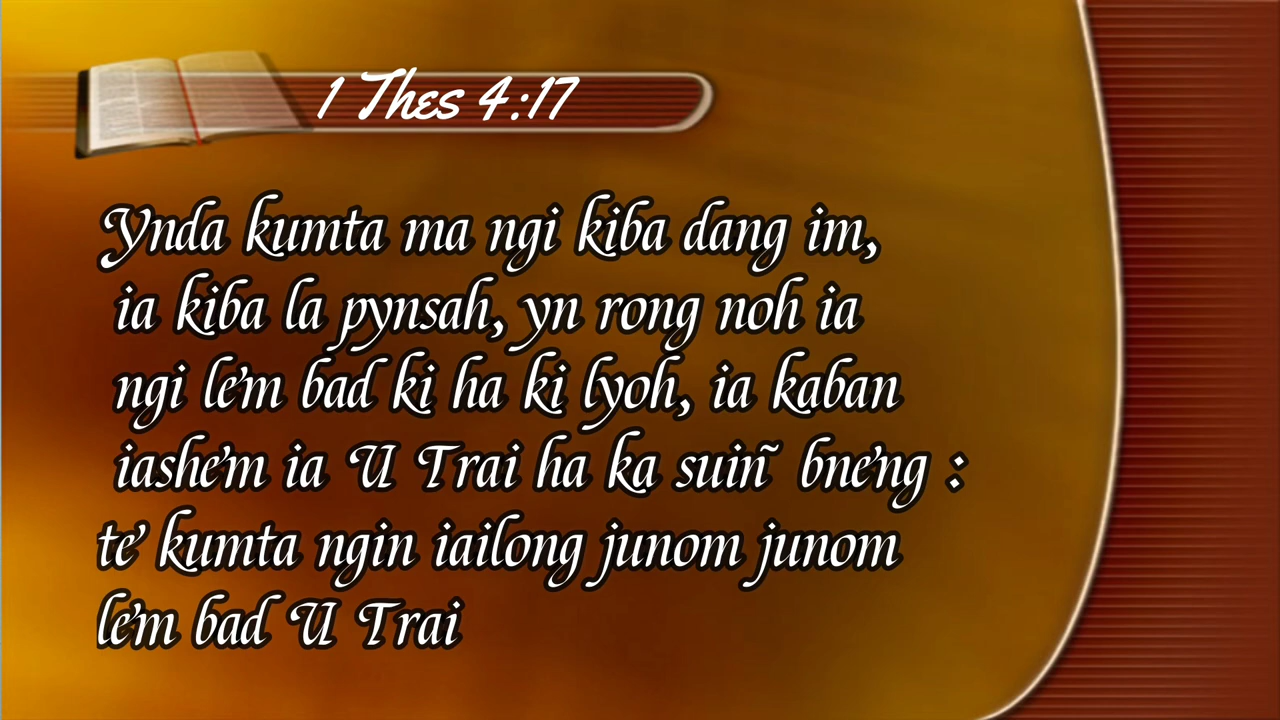 1 Thes 4:17
Ynda kumta ma ngi kiba dang im,
ia kiba la pynsah, yn rong noh ia
ngi le'm bad ki ha ki lyoh, ia kaban
iashe'm ia U Trai ha ka suiñ bne'ng :
te' kumta ngin iailong junom junom
le'm bad U Trai